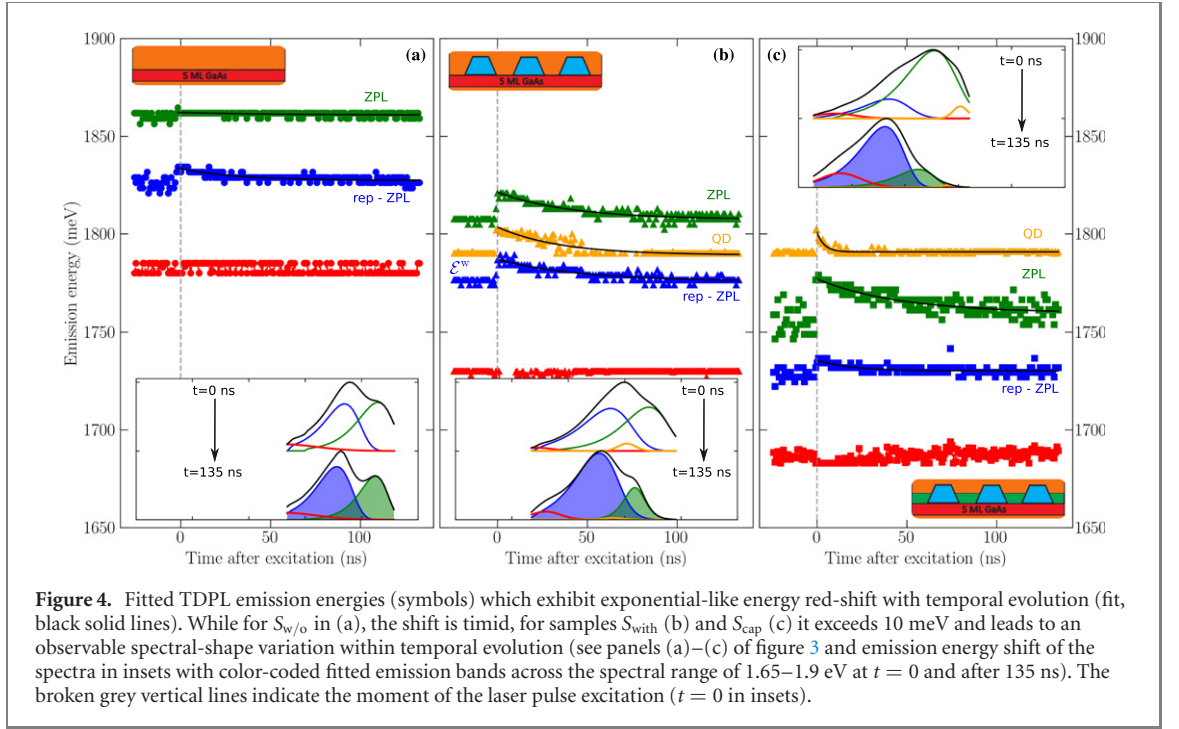 1900
1850
1800
1750
1700
1650
Emission energy (meV)
(a)
5 ML GaAs
ZPL
rep - ZPL
t=0 ns
t=135 ns
0
50
100
Time after excitation (ns)
(b)
5 ML GaAs
ZPL
QD
ℰʷ
rep - ZPL
t=0 ns
t=135 ns
0
50
100
Time after excitation (ns)
(c)
t=0 ns
t=135 ns
QD
ZPL
rep - ZPL
5 ML GaAs
0
50
100
Time after excitation (ns)
1900
1850
1800
1750
1700
1650
Figure 4. Fitted TDPL emission energies (symbols) which exhibit exponential-like energy red-shift with temporal evolution (fit,
black solid lines). While for Sw/o in (a), the shift is timid, for samples Swith (b) and Scap (c) it exceeds 10 meV and leads to an
observable spectral-shape variation within temporal evolution (see panels (a)–(c) of figure 3 and emission energy shift of the
spectra in insets with color-coded fitted emission bands across the spectral range of 1.65–1.9 eV at t = 0 and after 135 ns). The
broken grey vertical lines indicate the moment of the laser pulse excitation (t = 0 in insets).